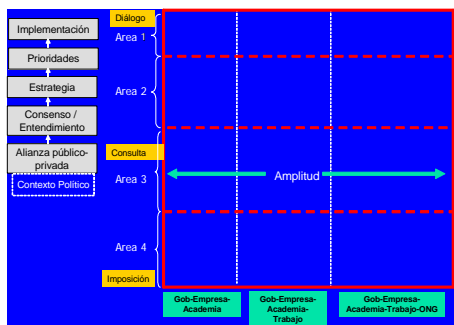 Implementación
Prioridades
Estrategia
Consenso /
Entendimiento
Alianza público-
privada
Contexto Politico
Diálogo
Area 1
Area 2
Consulta
Area 3
Area 4
Imposición
Amplitud
Gob-Empresa-
Academia
Gob-Empresa-
Academia-
Trabajo
Gob-Empresa-
Academia-Trabajo-ONG